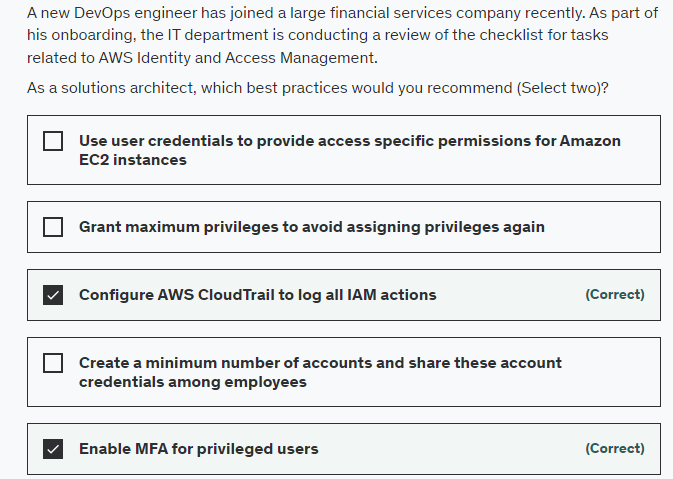 A new DevOps engineer has joined a large financial services company recently. As part of
his onboarding, the IT department is conducting a review of the checklist for tasks
related to AWS Identity and Access Management.
As a solutions architect, which best practices would you recommend (Select two)?
Use user credentials to provide access specific permissions for Amazon
EC2 instances
Grant maximum privileges to avoid assigning privileges again
Configure AWS CloudTrail to log all IAM actions (Correct)
Create a minimum number of accounts and share these account
credentials among employees
Enable MFA for privileged users (Correct)